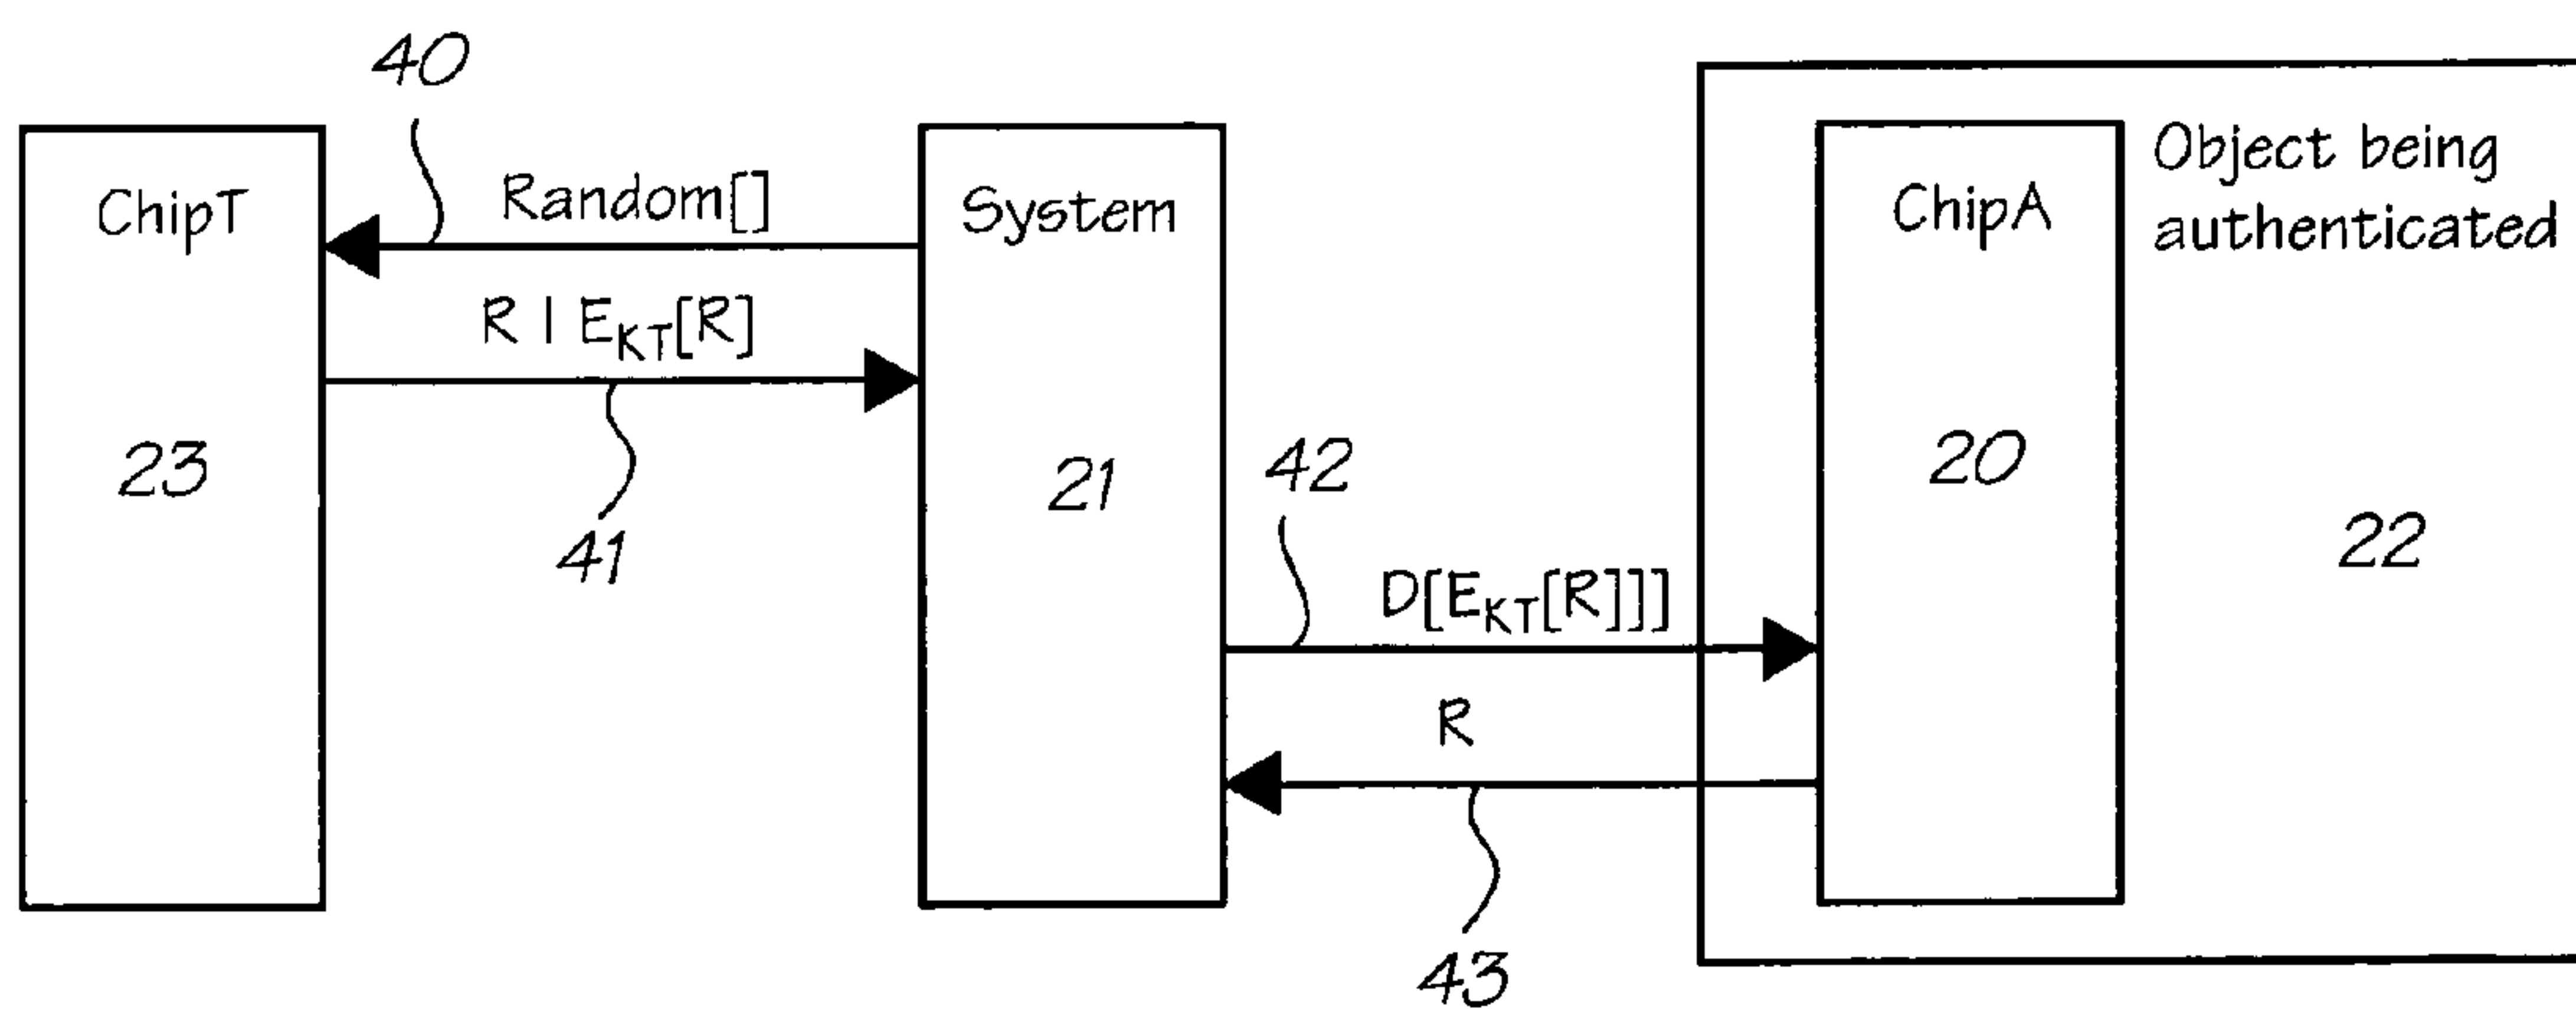 40
ChipT
Random[]
System
ChipA
Object being
authenticated
R | E_KT[R]
23
21
20
22
41
42
D[E_KT[R]]]
R
43